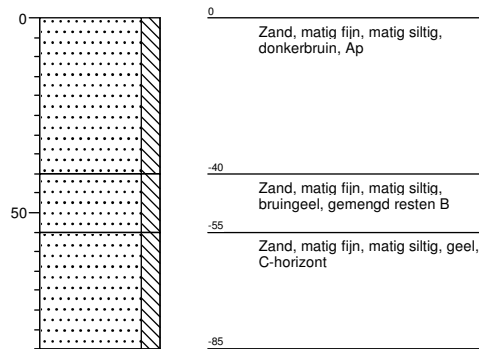 0
0
Zand, matig fijn, matig siltig,
donkerbruin, Ap
-40
Zand, matig fijn, matig siltig,
bruingeel, gemengd resten B
50
-55
Zand, matig fijn, matig siltig, geel,
C-horizont
-85